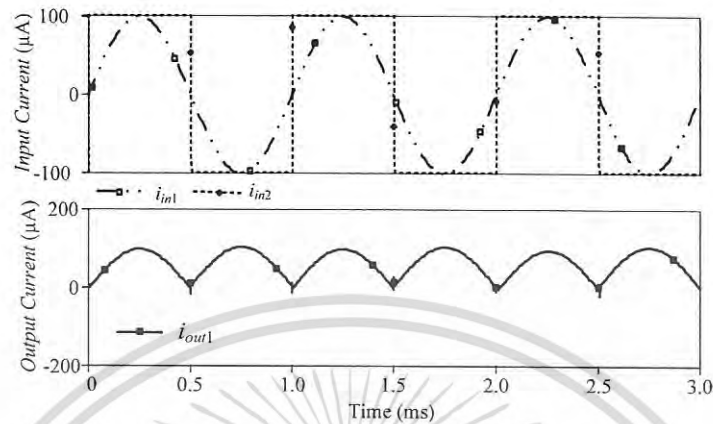 Input Current (μA)
100
0
-100
i_in1 i_in2
Output Current (μA)
200
0
-200
i_out1
0 0.5 1.0 1.5 2.0 2.5 3.0
Time (ms)